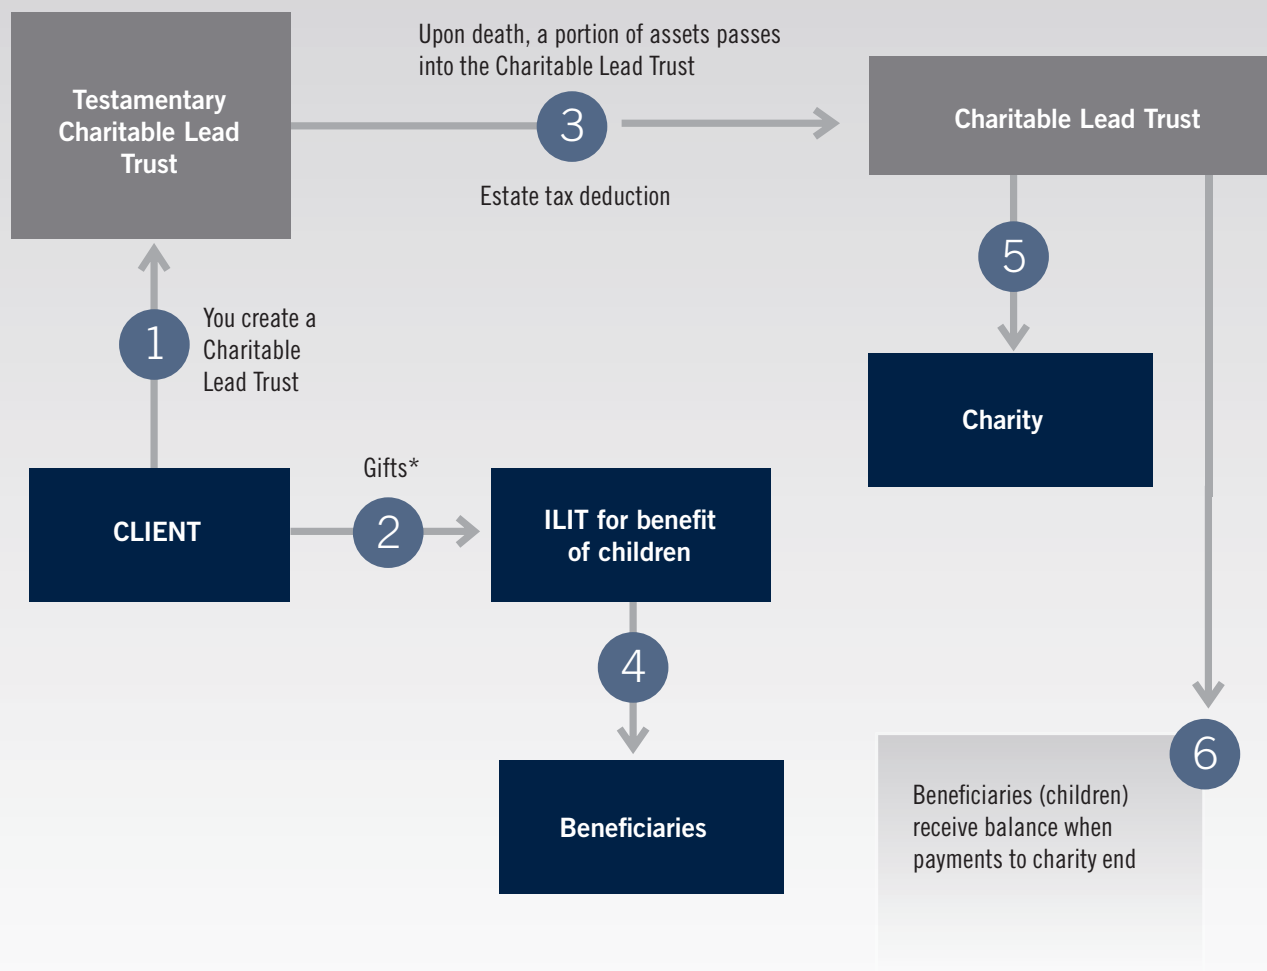 Testamentary
Charitable Lead
Trust
Upon death, a portion of assets passes
into the Charitable Lead Trust
3
Estate tax deduction
Charitable Lead Trust
1
You create a
Charitable
Lead Trust
5
Charity
CLIENT
Gifts*
2
ILIT for benefit
of children
4
Beneficiaries
6
Beneficiaries (children)
receive balance when
payments to charity end